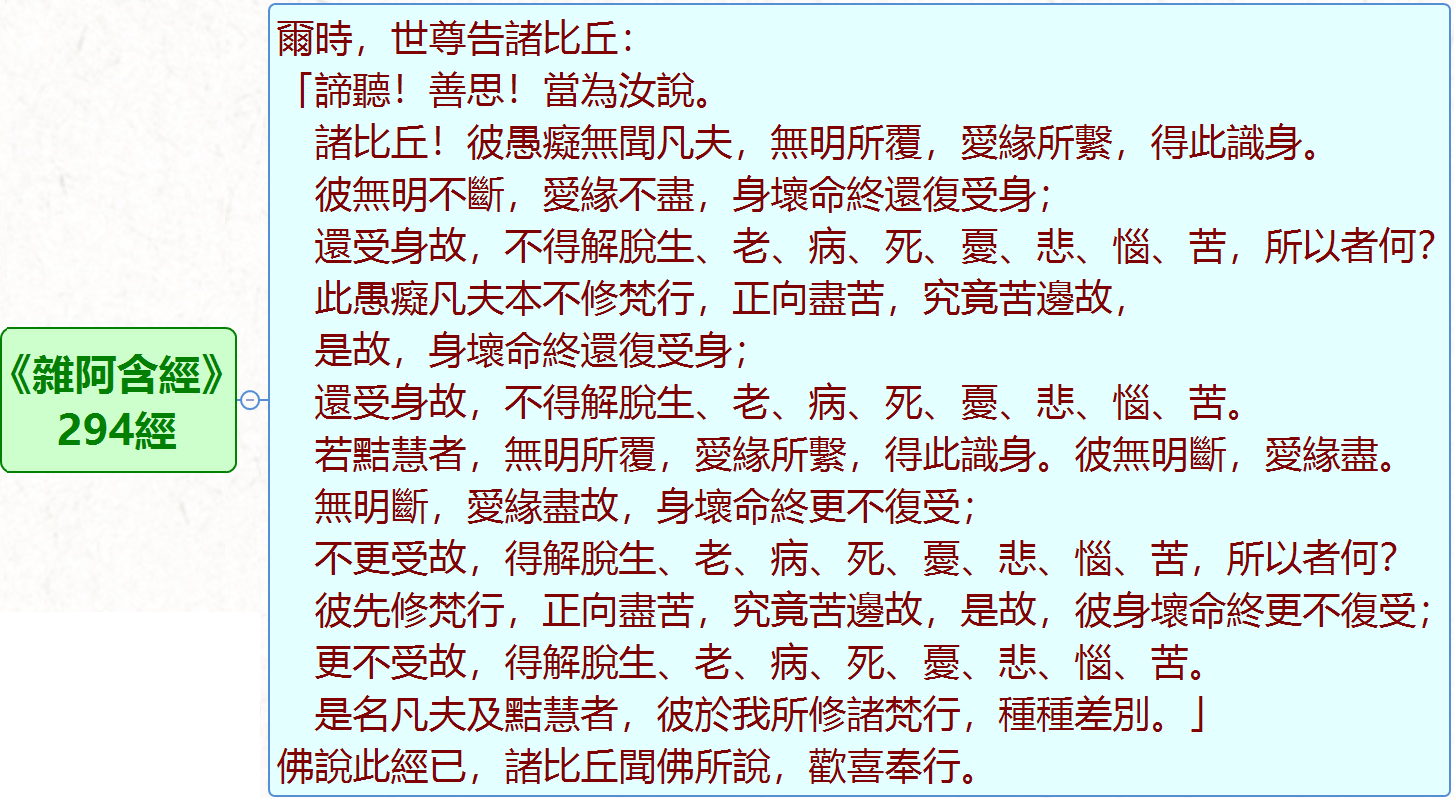 《雜阿含經》
294經
爾時，世尊告諸比丘：
「諦聽！善思！當為汝說。
諸比丘！彼愚癡無聞凡夫，無明所覆，愛緣所繫，得此識身。
彼無明不斷，愛緣不盡，身壞命終還復受身；
還受身故，不得解脫生、老、病、死、憂、悲、惱、苦，所以者何？
此愚癡凡夫本不修梵行，正向盡苦，究竟苦邊故，
是故，身壞命終還復受身；
還受身故，不得解脫生、老、病、死、憂、悲、惱、苦。
若黠慧者，無明所覆，愛緣所繫，得此識身。彼無明斷，愛緣盡。
無明斷，愛緣盡故，身壞命終更不復受；
不更受故，得解脫生、老、病、死、憂、悲、惱、苦，所以者何？
彼先修梵行，正向盡苦，究竟苦邊故，是故，彼身壞命終更不復受；
更不受故，得解脫生、老、病、死、憂、悲、惱、苦。
是名凡夫及黠慧者，彼於我所修諸梵行，種種差別。」
佛說此經已，諸比丘聞佛所說，歡喜奉行。